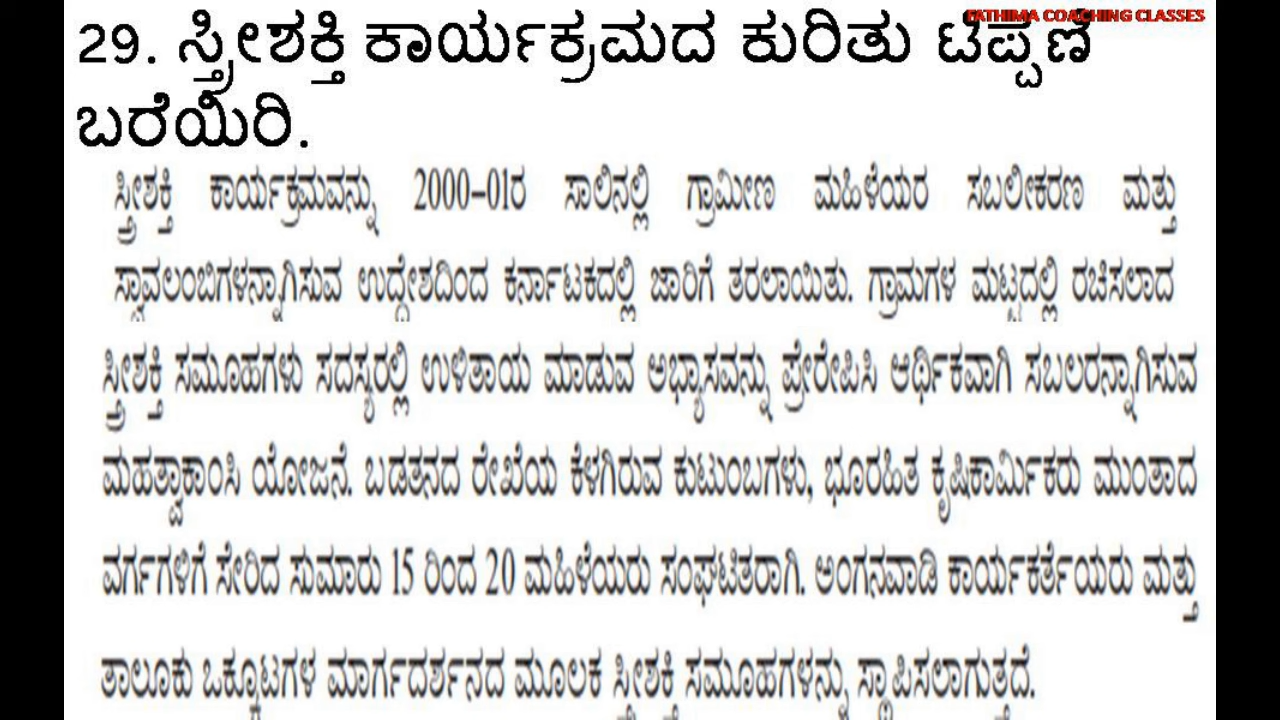 FATHIMA COACHING CLASSES
29. ಸ್ತ್ರೀಶಕ್ತಿ ಕಾರ್ಯಕ್ರಮದ ಕುರಿತು ಟಿಪ್ಪಣಿ
ಬರೆಯಿರಿ.
ಸ್ತ್ರೀಶಕ್ತಿ ಕಾರ್ಯಕ್ರಮವನ್ನು 2000–01ರ ಸಾಲಿನಲ್ಲಿ ಗ್ರಾಮೀಣ ಮಹಿಳೆಯರ ಸಬಲೀಕರಣ ಮತ್ತು
ಸ್ವಾವಲಂಬಿಗಳನ್ನಾಗಿಸುವ ಉದ್ದೇಶದಿಂದ ಕರ್ನಾಟಕದಲ್ಲಿ ಜಾರಿಗೆ ತರಲಾಯಿತು. ಗ್ರಾಮಗಳ ಮಟ್ಟದಲ್ಲಿ ರಚಿಸಲಾದ
ಸ್ತ್ರೀಶಕ್ತಿ ಸಮೂಹಗಳು ಸದಸ್ಯರಲ್ಲಿ ಉಳಿತಾಯ ಮಾಡುವ ಅಭ್ಯಾಸವನ್ನು ಪ್ರೇರೇಪಿಸಿ ಆರ್ಥಿಕವಾಗಿ ಸಬಲರನ್ನಾಗಿಸುವ
ಮಹತ್ವಾಕಾಂಸಿ ಯೋಜನೆ. ಬಡತನದ ರೇಖೆಯ ಕೆಳಗಿರುವ ಕುಟುಂಬಗಳು, ಭೂರಹಿತ ಕೃಷಿಕಾರ್ಮಿಕರು ಮುಂತಾದ
ವರ್ಗಗಳಿಗೆ ಸೇರಿದ ಸುಮಾರು 15 ರಿಂದ 20 ಮಹಿಳೆಯರು ಸಂಘಟಿತರಾಗಿ. ಅಂಗನವಾಡಿ ಕಾರ್ಯಕರ್ತೆಯರು ಮತ್ತು
ತಾಲೂಕು ಒಕ್ಕೂಟಗಳ ಮಾರ್ಗದರ್ಶನದ ಮೂಲಕ ಸ್ತ್ರೀಶಕ್ತಿ ಸಮೂಹಗಳನ್ನು ಸ್ಥಾಪಿಸಲಾಗುತ್ತದೆ.